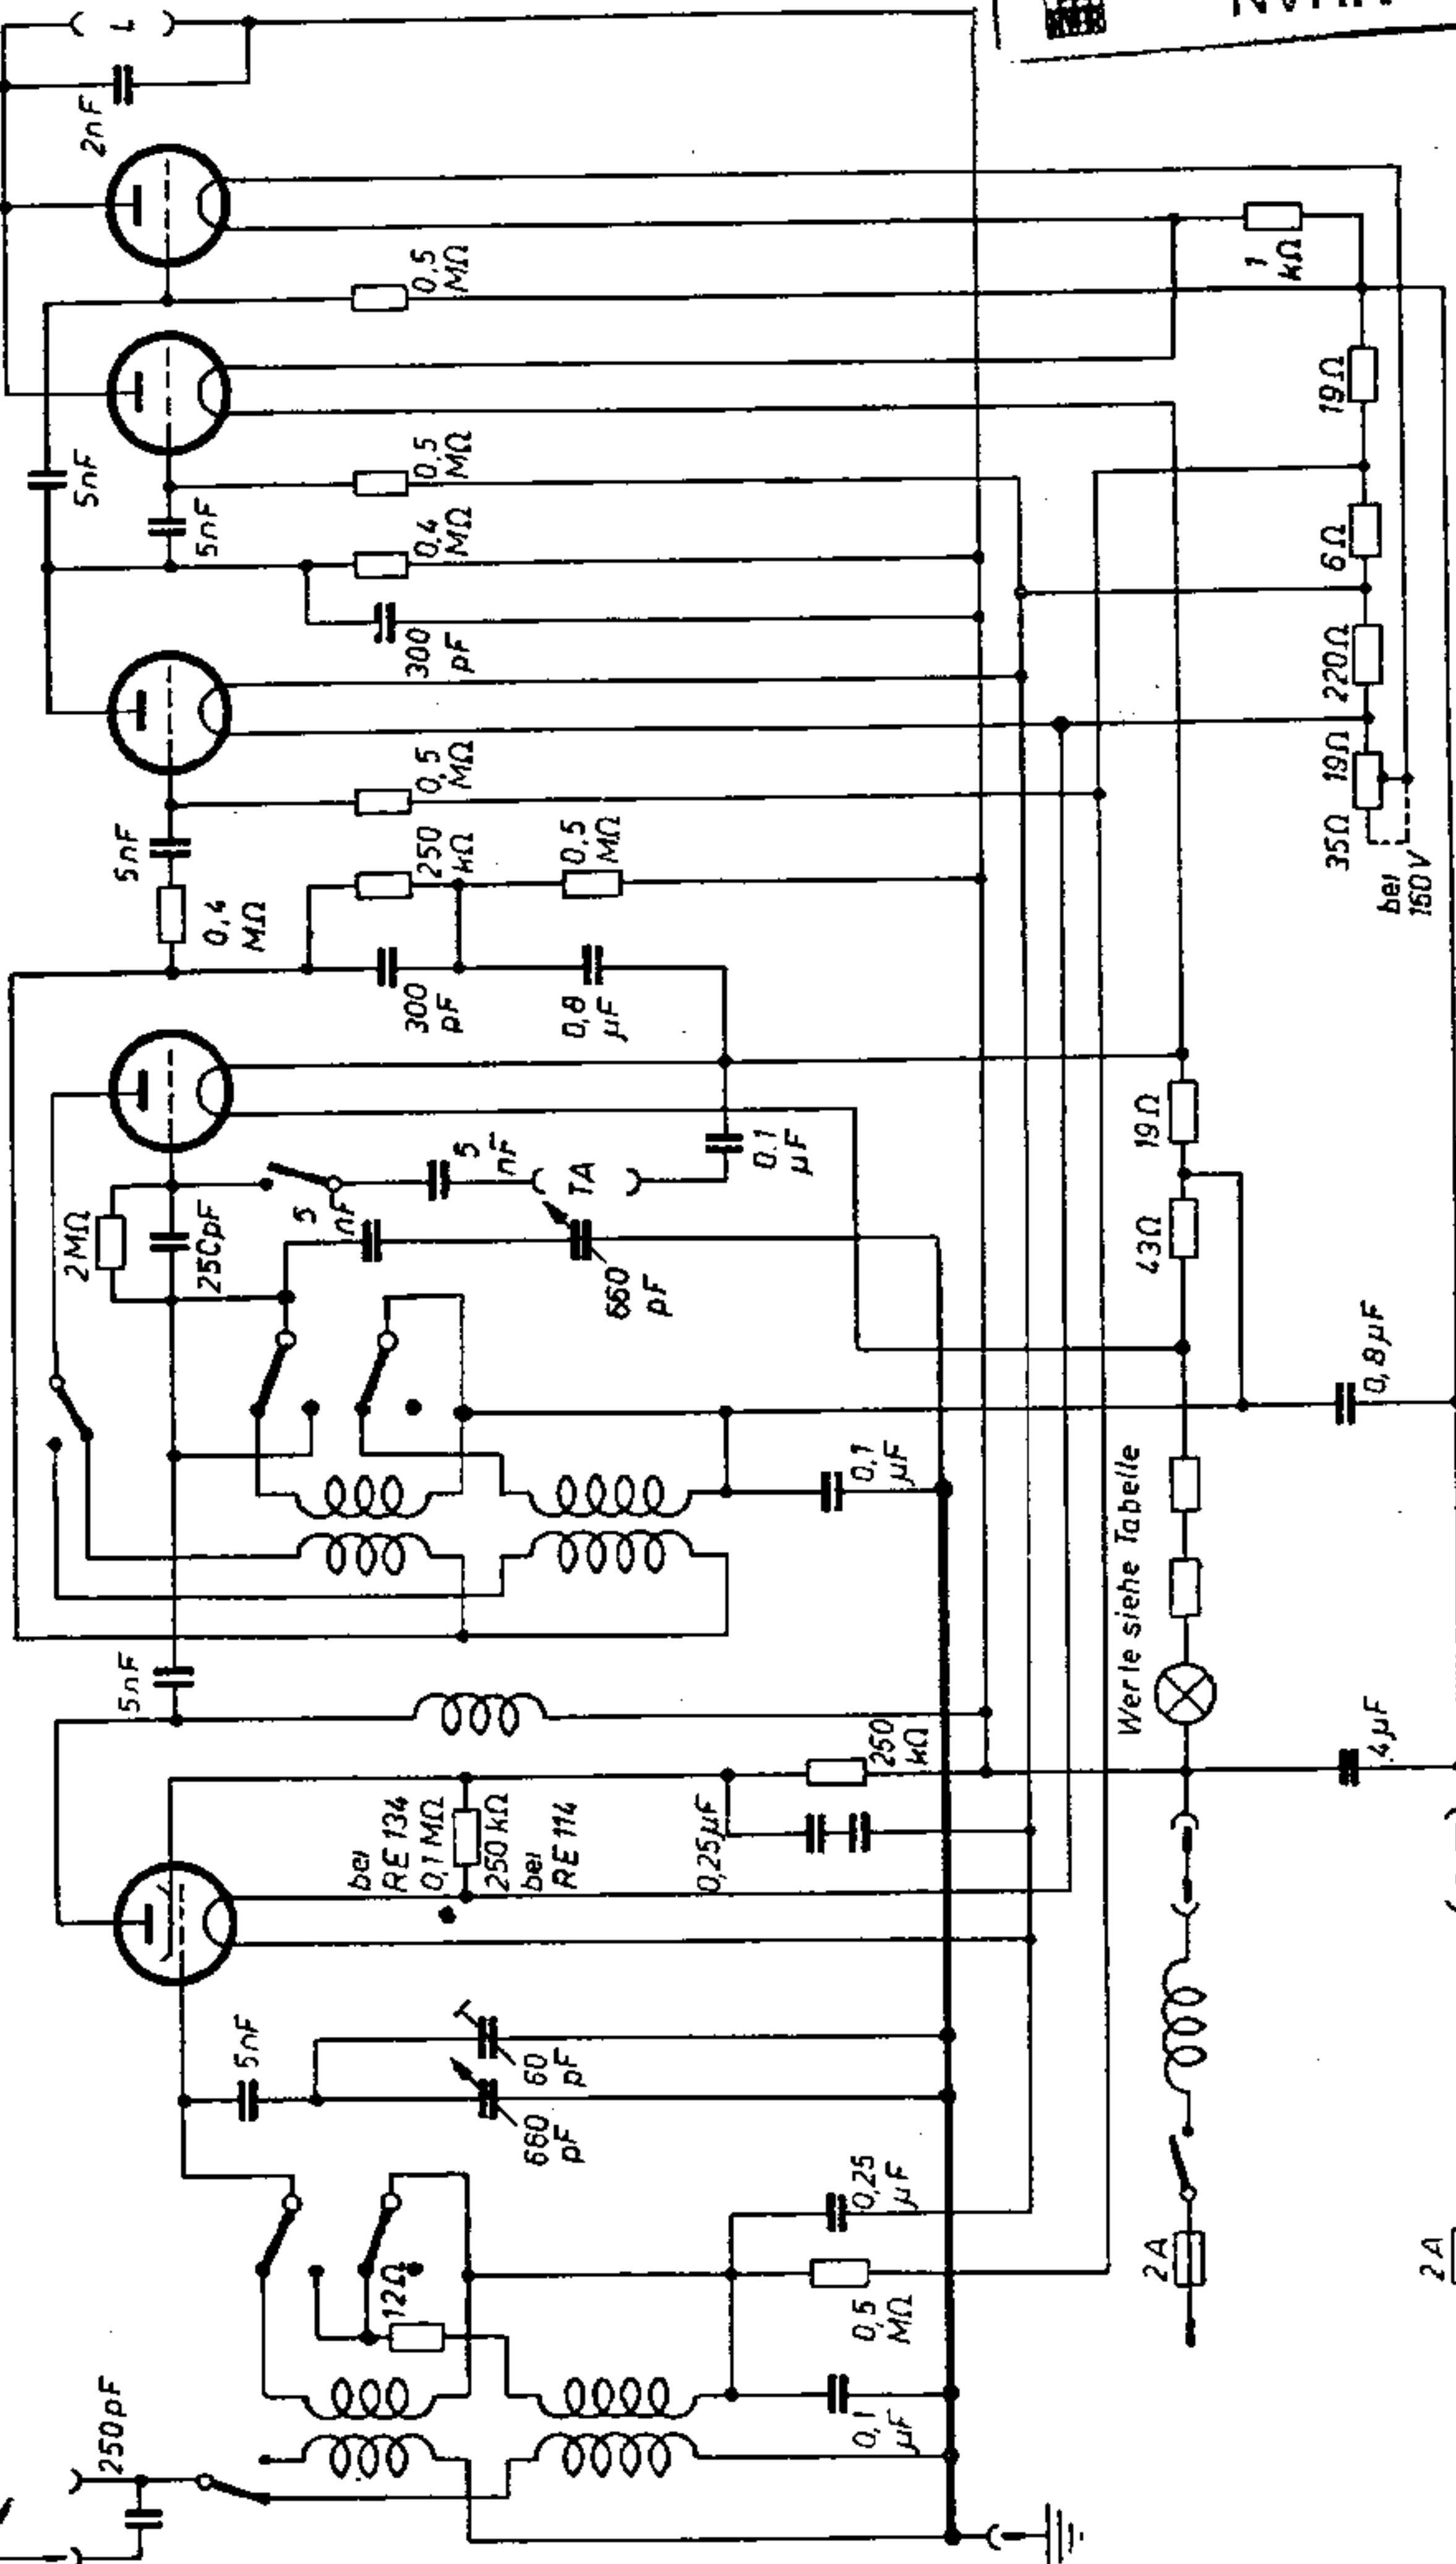 250pF
5nF
2MΩ
5nF
5nF
2nF
L
5nF
250pF
0,4
MΩ
5nF
12Ω
bei
RE 134
0,1MΩ
250 kΩ
bei
RE 114
5
nF
300
pF
250
kΩ
0,5
MΩ
300
pF
0,4
MΩ
0,5
MΩ
0,5
MΩ
660
pF
60
pF
660
pF
5
nF
TA
0,8
µF
0,5
MΩ
0,25µF
0,1
µF
0,5
MΩ
0,25
µF
250
kΩ
0,1
µF
0.1
µF
2A
Werte siehe Tabelle
43Ω
19Ω
1
kΩ
4µF
0,8µF
35Ω 19Ω
220Ω
6Ω
19Ω
bei
160V
2A